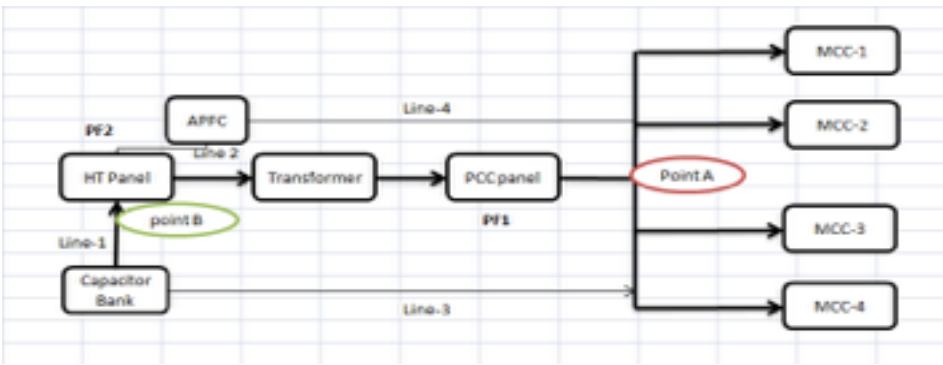 MCC-1
Line-4
APFC
MCC-2
PF2
Line 2
HT Panel
Transformer
PCC panel
Point A
point B
PF1
MCC-3
Line-1
Capacitor
Bank
Line-3
MCC-4